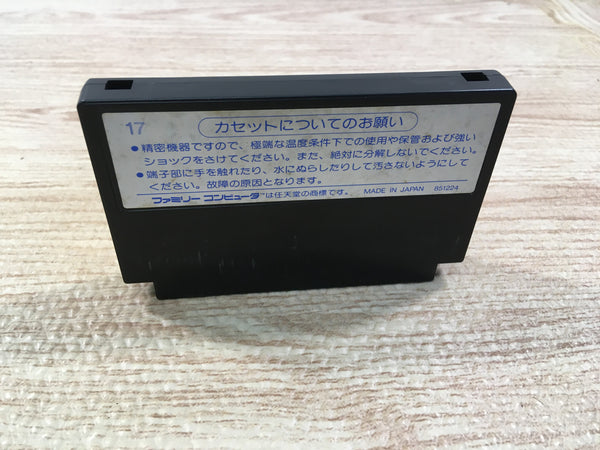 17
カセットについてのお願い
●精密機器ですので、極端な温度条件下での使用や保管および強い
ショックをさけてください。また、絶対に分解しないでください。
●端子部に手を触れたり、水にぬらしたりして汚さないようにして
ください。故障の原因となります。
ファミリー コンピュータ™は任天堂の商標です。 MADE IN JAPAN 851224